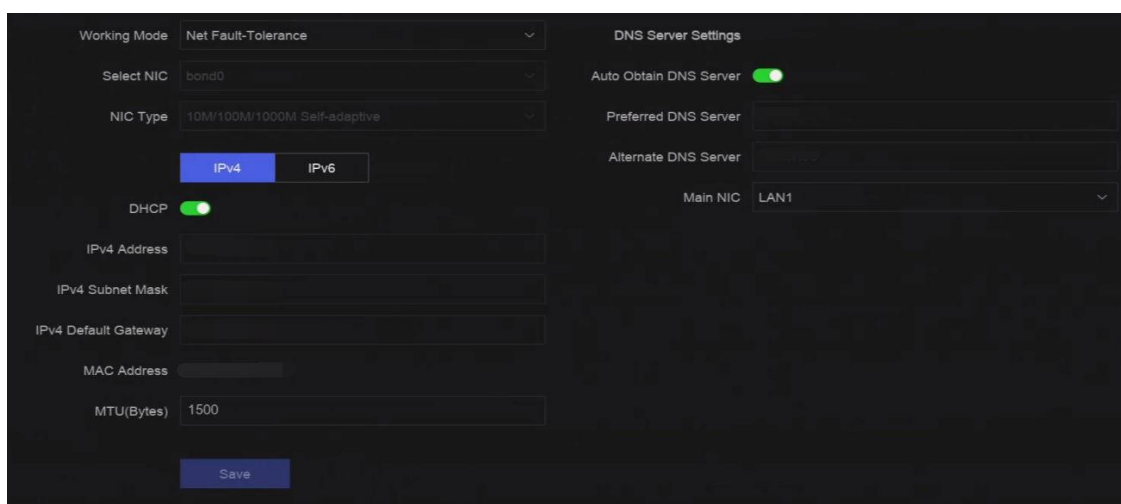 Working Mode Net Fault-Tolerance
Select NIC bond0
NIC Type 10M/100M/1000M Self-adaptive
IPv4 IPv6
DHCP
IPv4 Address
IPv4 Subnet Mask
IPv4 Default Gateway
MAC Address
MTU(Bytes) 1500
Save
DNS Server Settings
Auto Obtain DNS Server
Preferred DNS Server
Alternate DNS Server
Main NIC LAN1